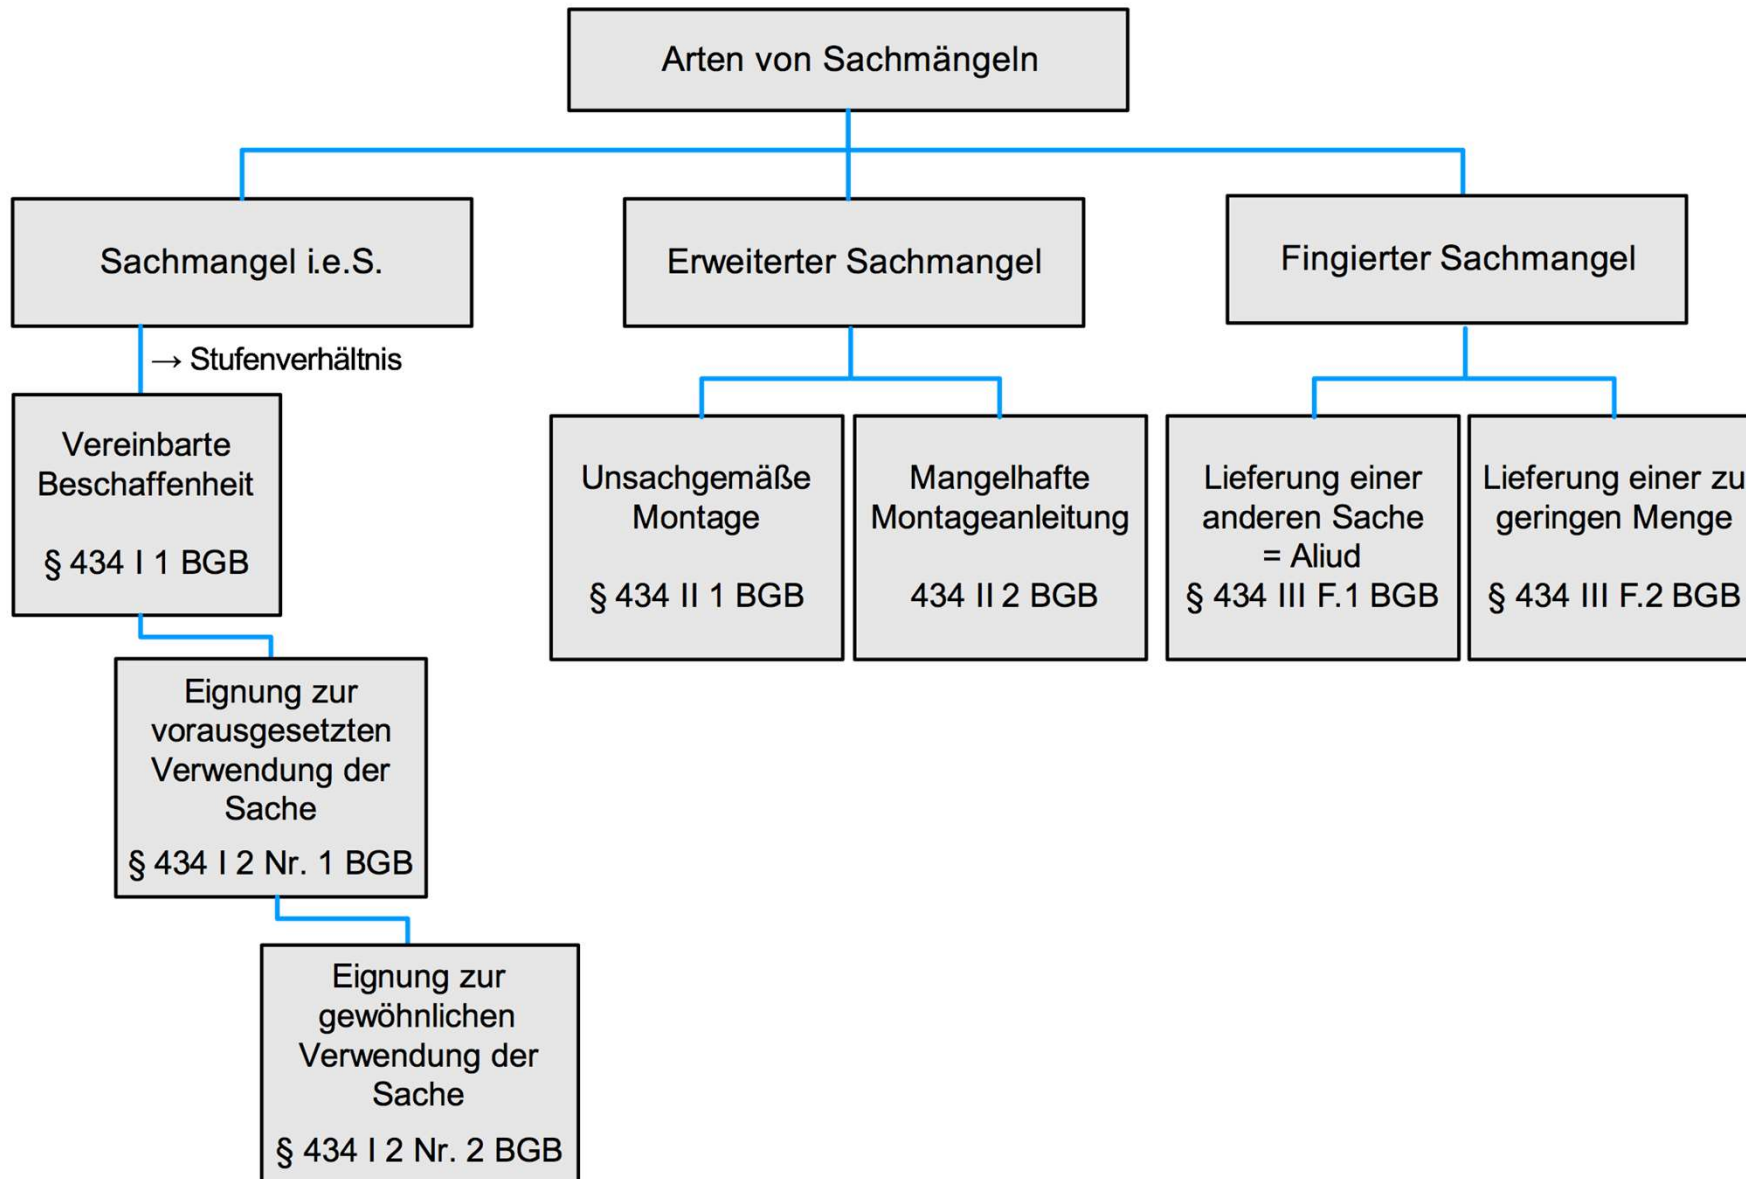 Arten von Sachmängeln
Sachmangel i.e.S.
Erweiterter Sachmangel
Fingierter Sachmangel
→ Stufenverhältnis
Vereinbarte
Beschaffenheit
§ 434 I 1 BGB
Eignung zur
vorausgesetzten
Verwendung der
Sache
§ 434 I 2 Nr. 1 BGB
Eignung zur
gewöhnlichen
Verwendung der
Sache
§ 434 I 2 Nr. 2 BGB
Unsachgemäße
Montage
§ 434 II 1 BGB
Mangelhafte
Montageanleitung
434 II 2 BGB
Lieferung einer
anderen Sache
= Aliud
§ 434 III F.1 BGB
Lieferung einer zu
geringen Menge
§ 434 III F.2 BGB